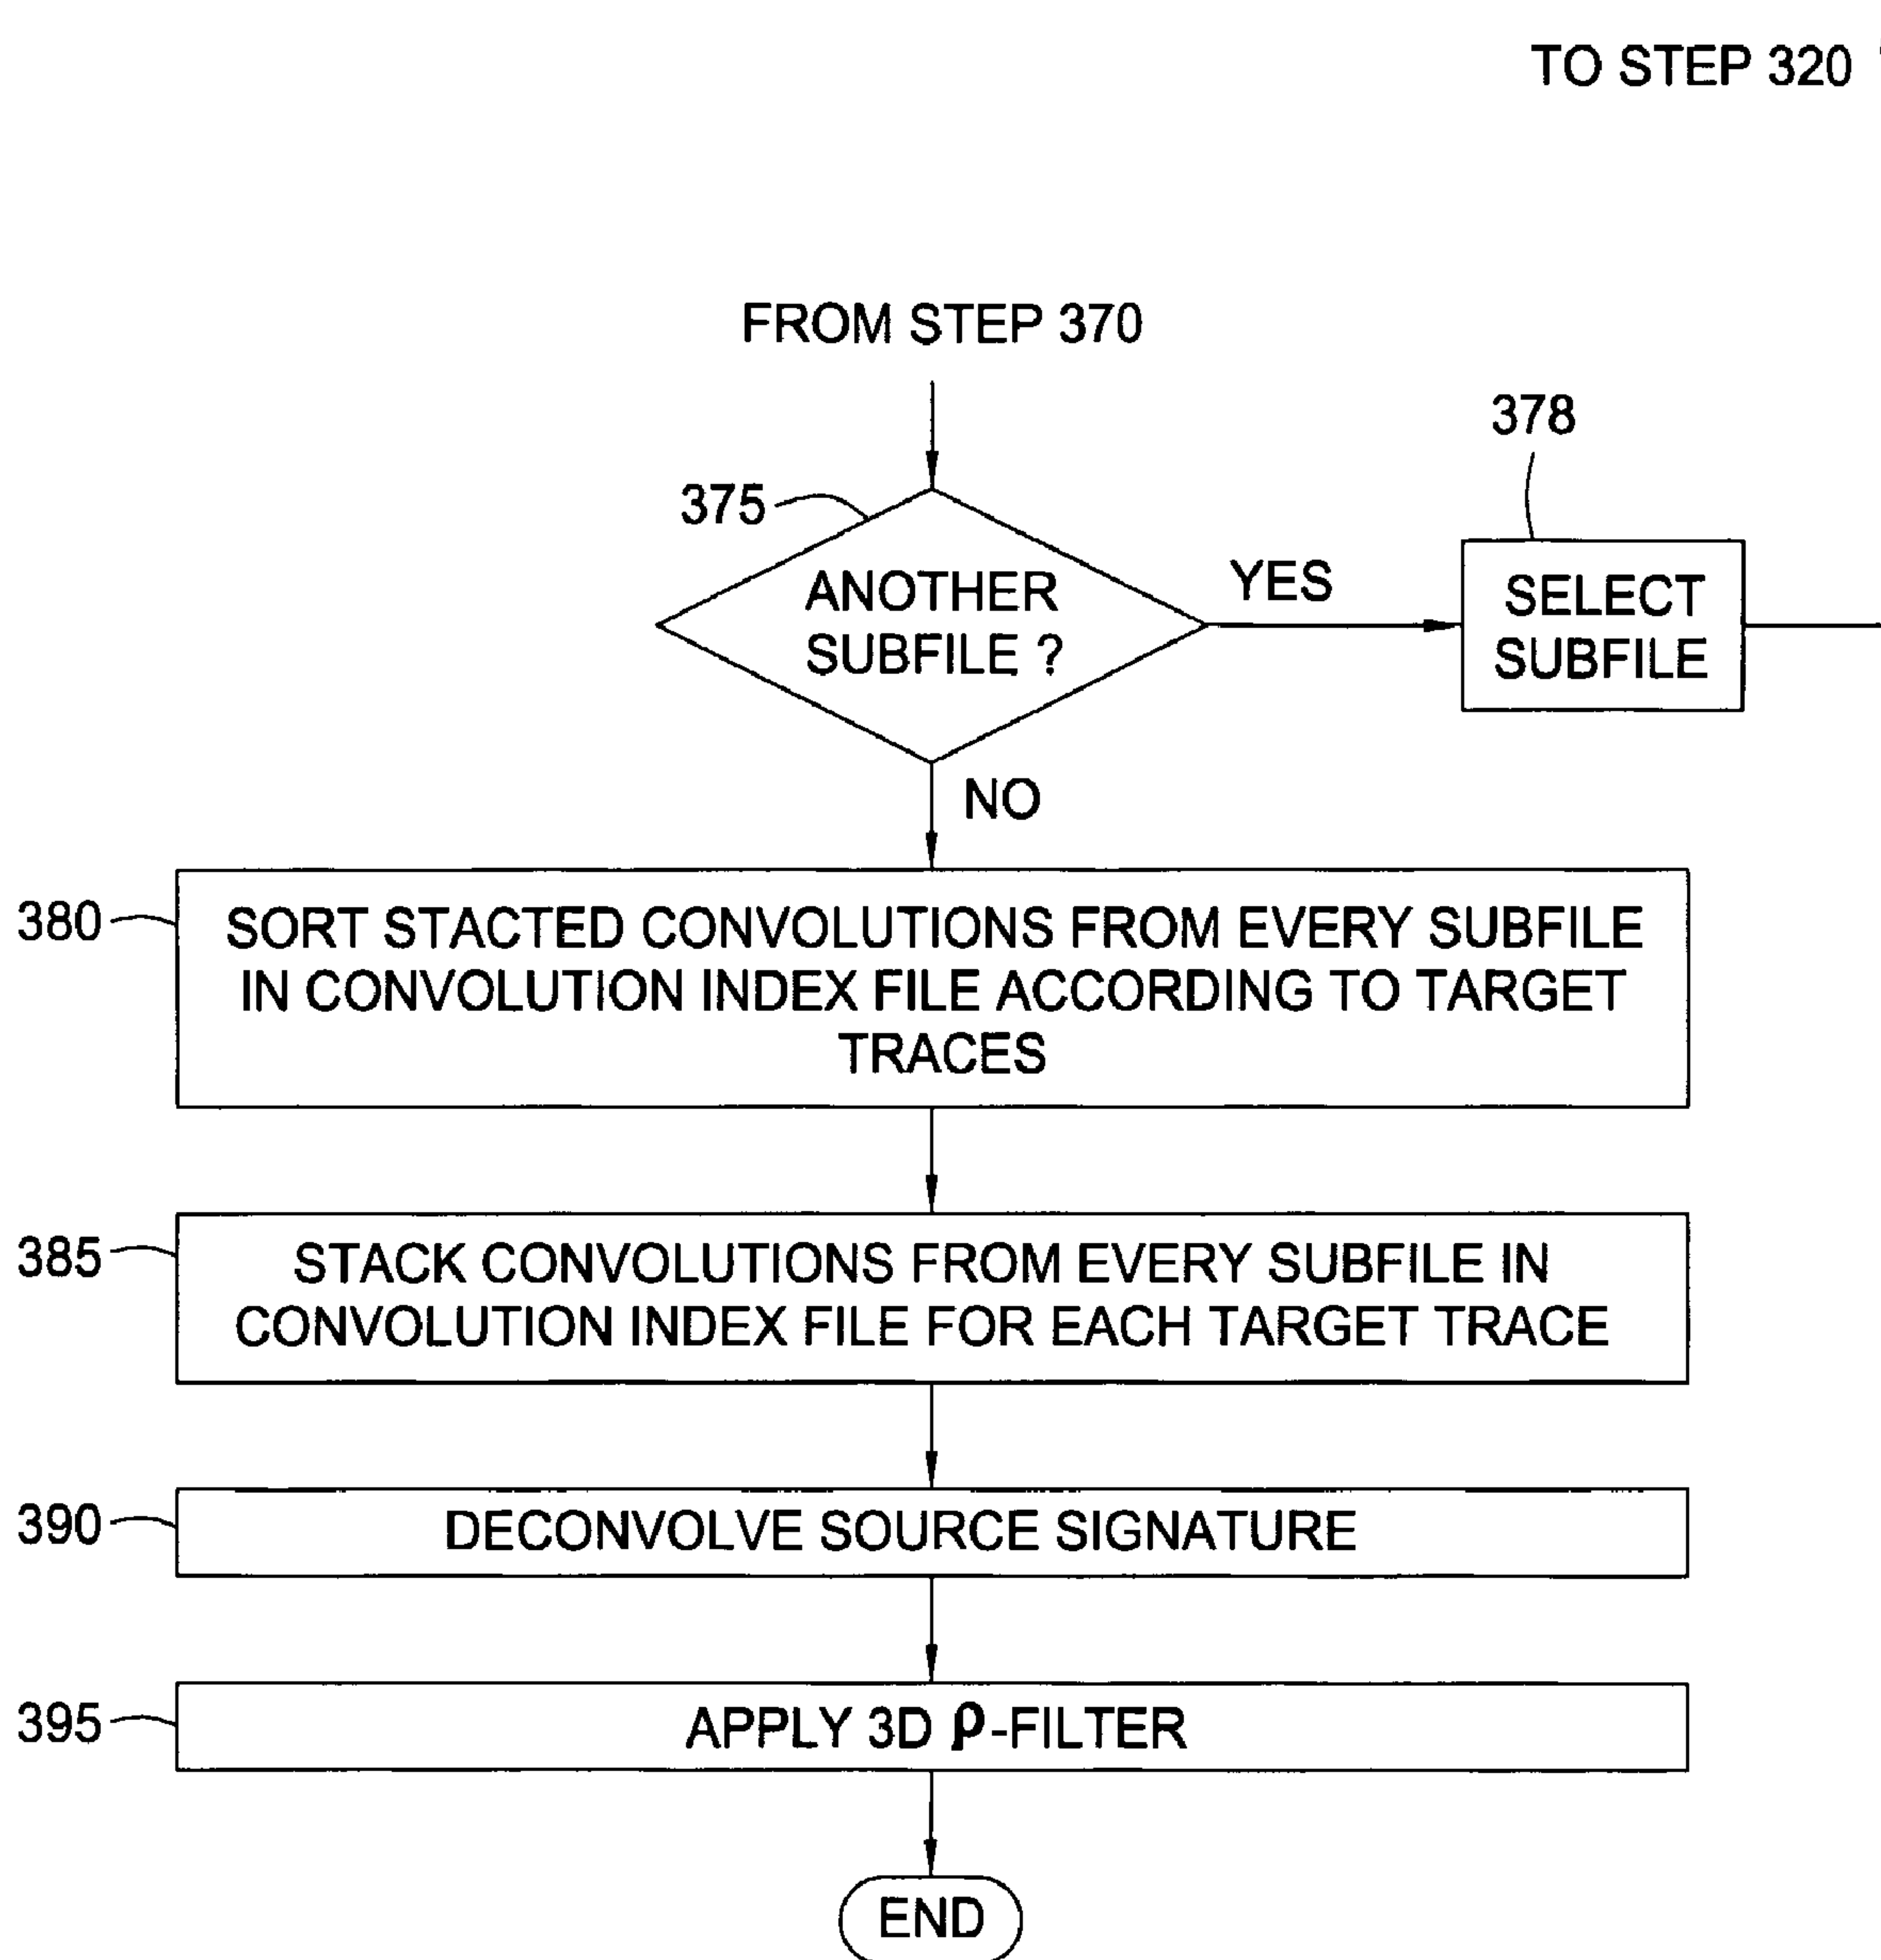 TO STEP 320
FROM STEP 370
378
375
ANOTHER
SUBFILE ?
YES
SELECT
SUBFILE
NO
380
SORT STACTED CONVOLUTIONS FROM EVERY SUBFILE
IN CONVOLUTION INDEX FILE ACCORDING TO TARGET
TRACES
385
STACK CONVOLUTIONS FROM EVERY SUBFILE IN
CONVOLUTION INDEX FILE FOR EACH TARGET TRACE
390
DECONVOLVE SOURCE SIGNATURE
395
APPLY 3D ρ-FILTER
END